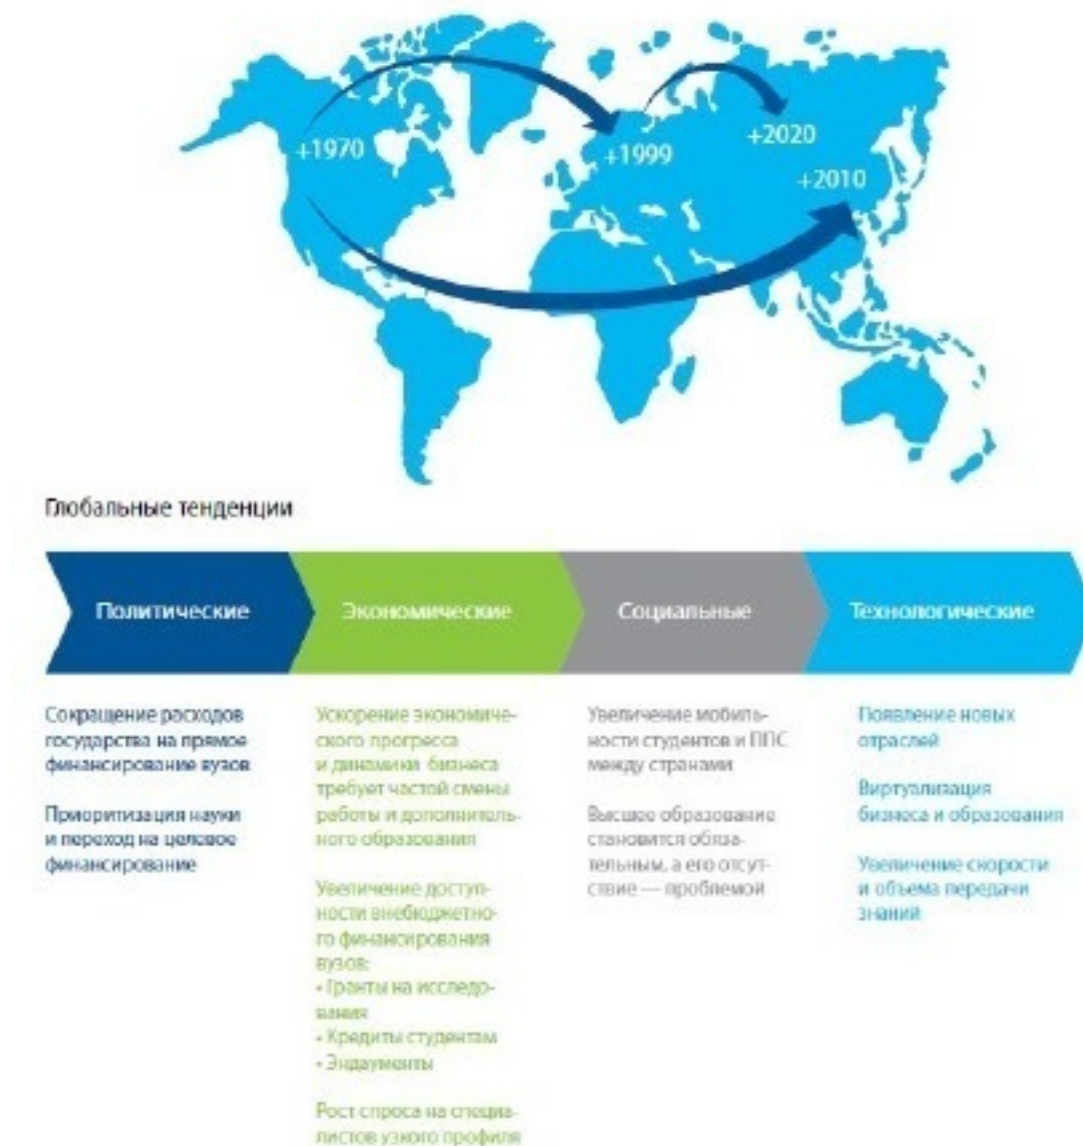 +1970
+1999
+2020
+2010
Глобальные тенденции
Политические
Экономические
Социальные
Технологические
Сокращение расходов
государства на прямое
финансирование вузов
Приоритизация науки
и переход на целевое
финансирование
Ускорение экономиче-
ского прогресса
и динамики бизнеса
требует частой смены
работы и дополнитель-
ного образования
Увеличение доступ-
ности внебюджетно-
го финансирования
вузов:
• Гранты на исследо-
вания
• Кредиты студентам
• Эндаументы
Рост спроса на специа-
листов узкого профиля
Увеличение мобиль-
ности студентов и ППС
между странами
Высшее образование
становится обяза-
тельным, а его отсут-
ствие — проблемой
Появление новых
отраслей
Виртуализация
бизнеса и образования
Увеличение скорости
и объема передачи
знаний